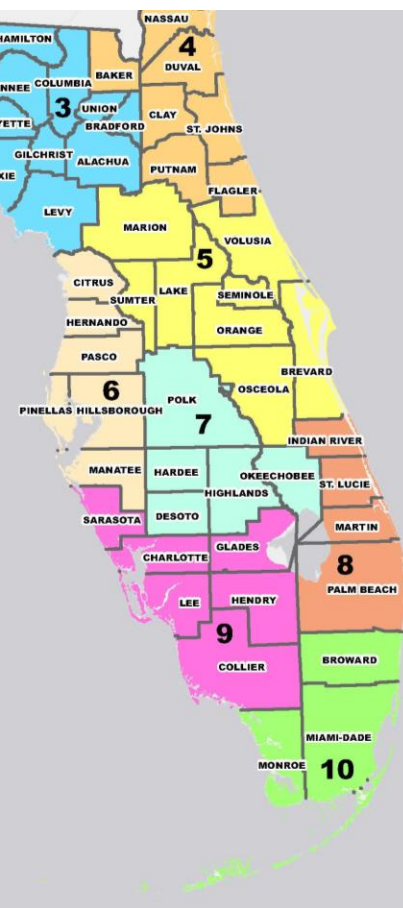 NASSAU
HAMILTON
4
DUVAL
BAKER
COLUMBIA
NNEE
3
UNION
CLAY
YETTE
BRADFORD
ST. JOHNS
GILCHRIST
ALACHUA
PUTNAM
XIE
FLAGLER
LEVY
MARION
VOLUSIA
5
CITRUS
LAKE
SEMINOLE
SUMTER
HERNANDO
ORANGE
PASCO
BREVARD
6
OSCEOLA
POLK
PINELLAS HILLSBOROUGH
7
INDIAN RIVER
MANATEE
HARDEE
OKEECHOBEE
ST. LUCIE
HIGHLANDS
SARASOTA
DESOTO
MARTIN
GLADES
CHARLOTTE
8
PALM BEACH
LEE
HENDRY
9
COLLIER
BROWARD
MIAMI-DADE
MONROE
10